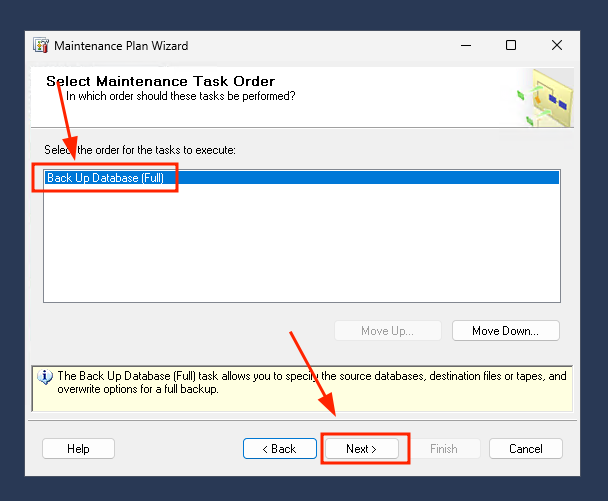 Maintenance Plan Wizard
Select Maintenance Task Order
In which order should these tasks be performed?
Select the order for the tasks to execute:
Back Up Database (Full)
Move Up...
Move Down...
The Back Up Database (Full) task allows you to specify the source databases, destination files or tapes, and
overwrite options for a full backup.
Help
< Back
Next >
Finish
Cancel